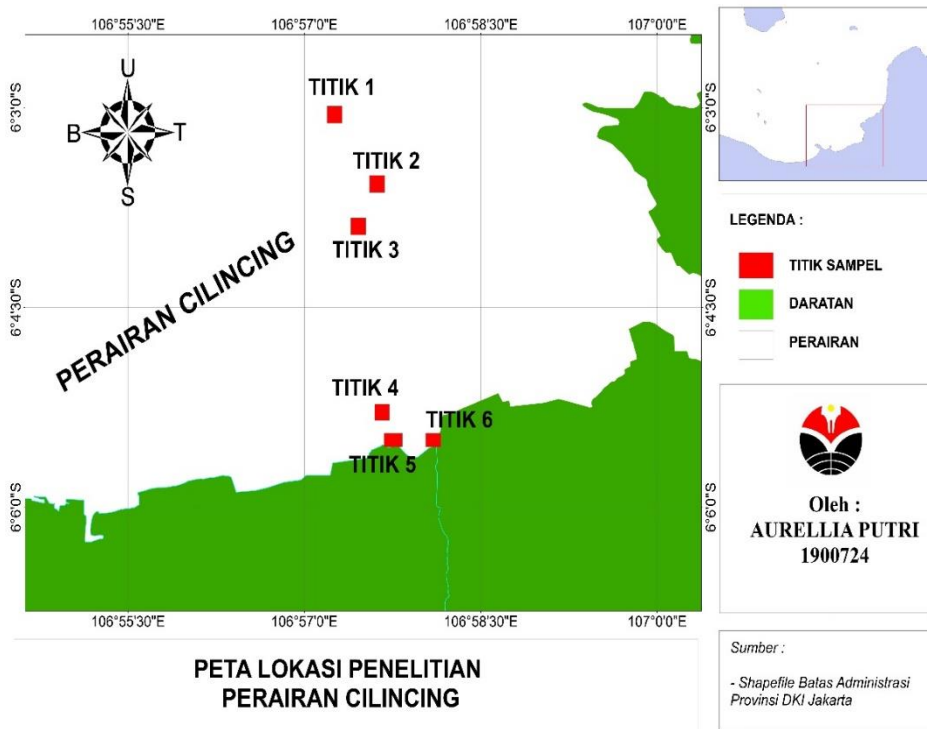 106°55'30"E
106°57'0"E
106°58'30"E
107°0'0"E
6°3'0"S
6°4'30"S
6°6'0"S
U
B
T
S
TITIK 1
TITIK 2
TITIK 3
PERAIRAN CILINCING
TITIK 4
TITIK 5
TITIK 6
6°3'0"S
6°4'30"S
6°6'0"S
106°55'30"E
106°57'0"E
106°58'30"E
107°0'0"E
PETA LOKASI PENELITIAN
PERAIRAN CILINCING
LEGENDA :
TITIK SAMPEL
DARATAN
PERAIRAN
Oleh :
AURELLIA PUTRI
1900724
Sumber :
- Shapefile Batas Administrasi
Provinsi DKI Jakarta